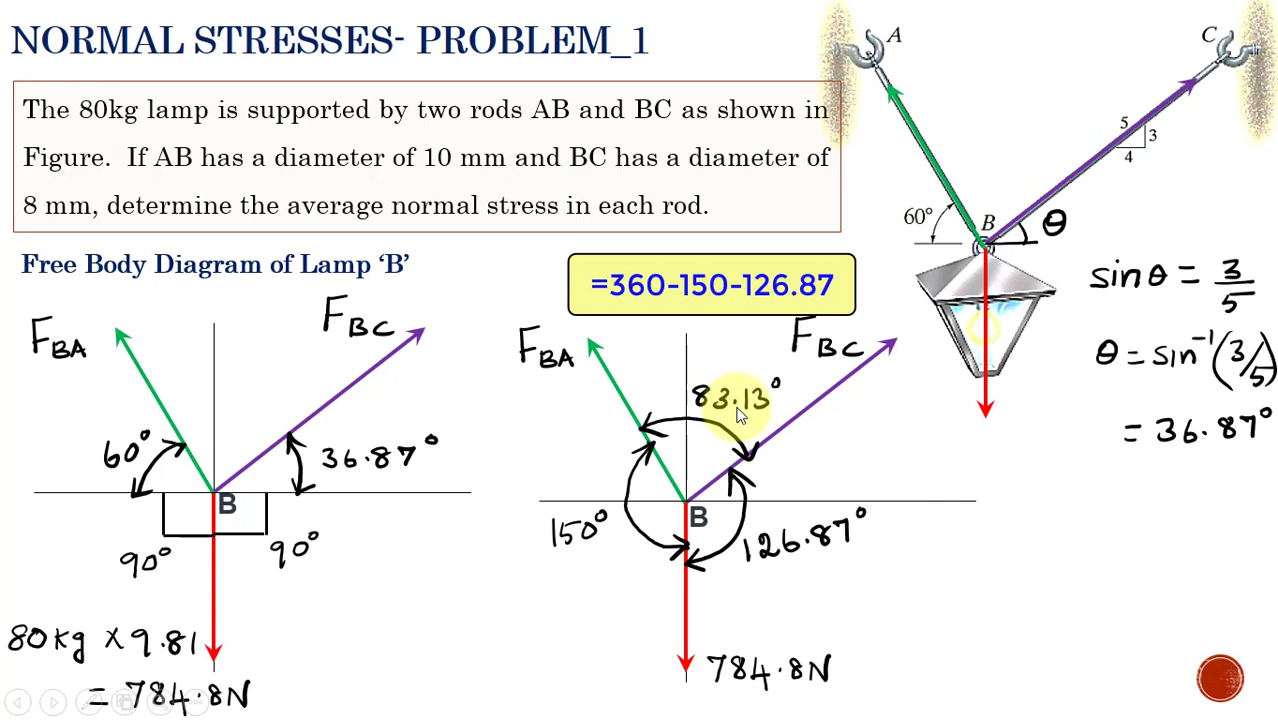 NORMAL STRESSES- PROBLEM_1
The 80kg lamp is supported by two rods AB and BC as shown in
Figure. If AB has a diameter of 10 mm and BC has a diameter of
8 mm, determine the average normal stress in each rod.
Free Body Diagram of Lamp ‘B’
=360-150-126.87
A
C
5
3
4
60°
B
θ
sinθ = 3/5
θ = sin⁻¹(3/5)
= 36.87°
F_BA
F_BC
60°
36.87°
B
90°
90°
80kg × 9.81
= 784.8N
F_BA
F_BC
83.13°
B
150°
126.87°
784.8N